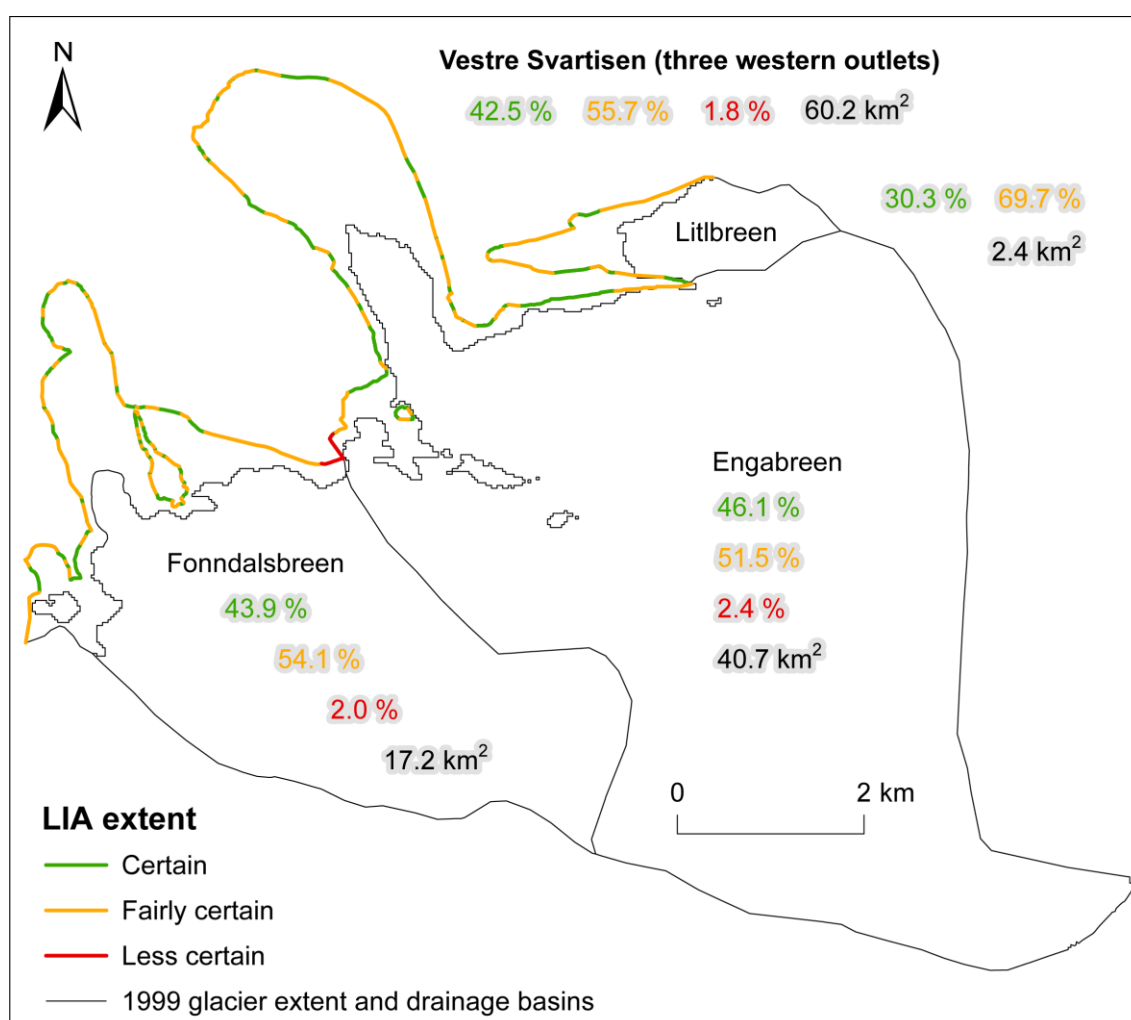 N
Vestre Svartisen (three western outlets)
42.5 % 55.7 % 1.8 % 60.2 km²
30.3 % 69.7 %
Litlbreen
2.4 km²
Engabreen
46.1 %
51.5 %
2.4 %
40.7 km²
Fonndalsbreen
43.9 %
54.1 %
2.0 %
17.2 km²
0 2 km
LIA extent
Certain
Fairly certain
Less certain
1999 glacier extent and drainage basins